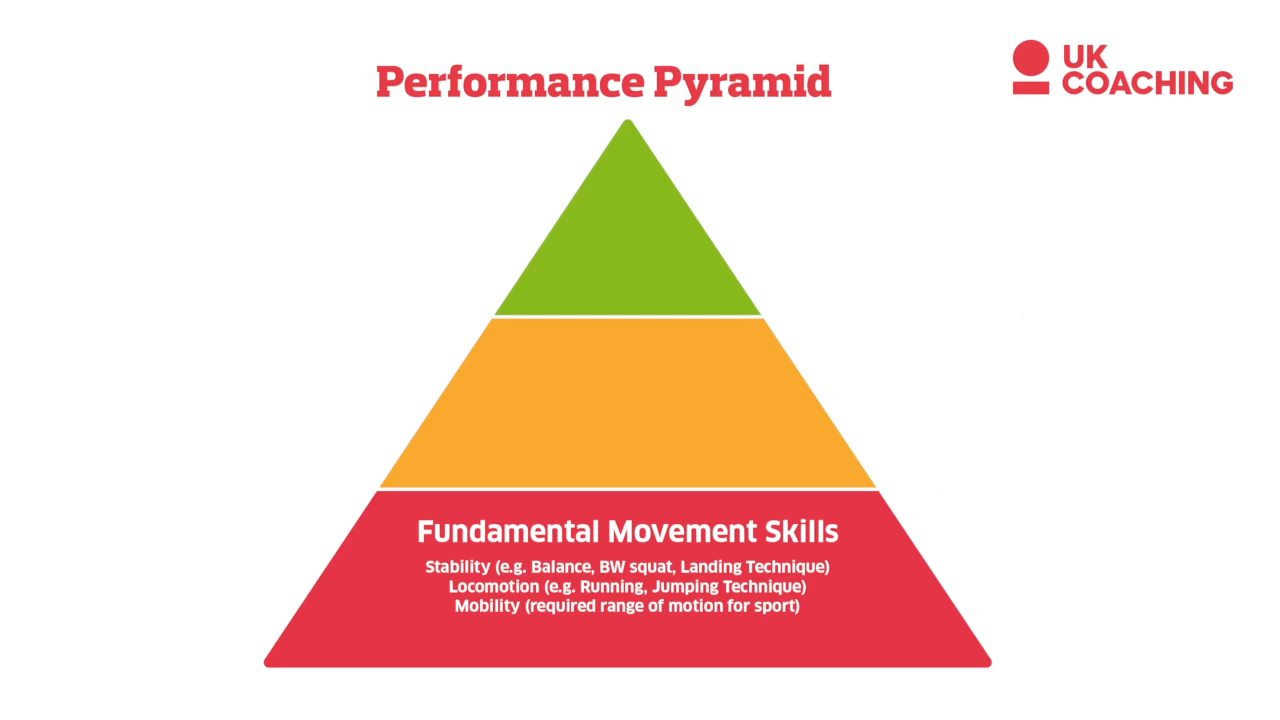 Performance Pyramid
UK
COACHING
Fundamental Movement Skills
Stability (e.g. Balance, BW squat, Landing Technique)
Locomotion (e.g. Running, Jumping Technique)
Mobility (required range of motion for sport)